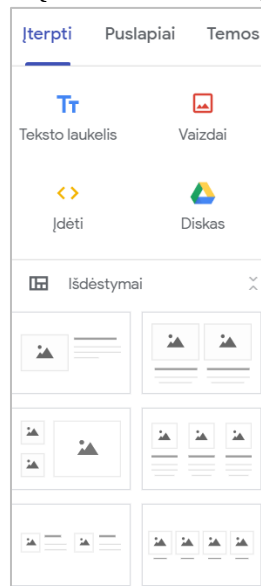 Įterpti Puslapiai Temos
Teksto laukelis Vaizdai
Įdėti Diskas
Išdėstymai